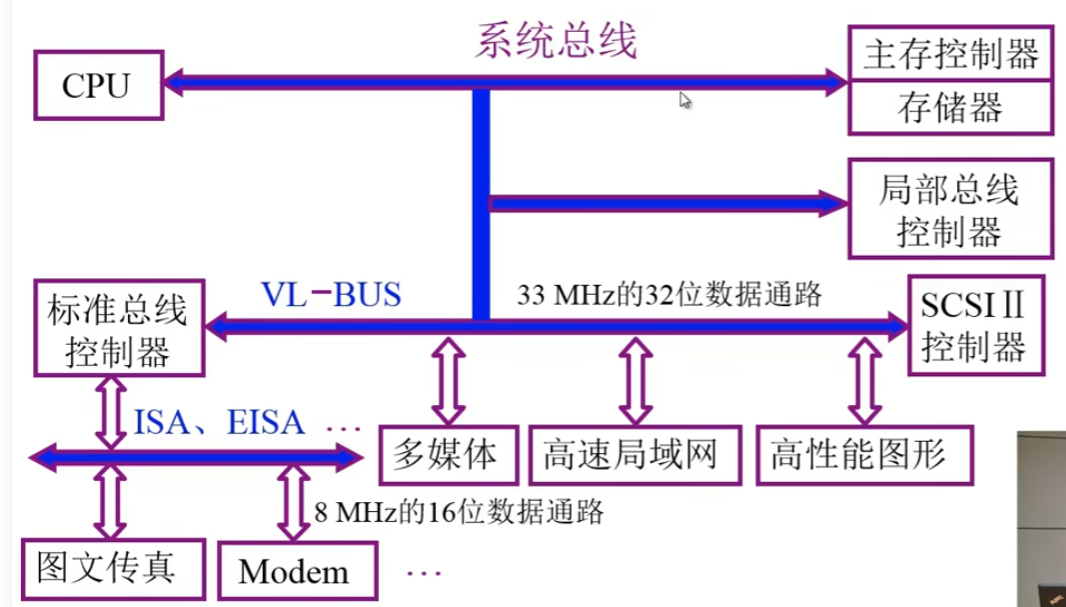 系统总线
CPU
主存控制器
存储器
局部总线
控制器
VL-BUS
33 MHz的32位数据通路
标准总线
控制器
SCSI Ⅱ
控制器
ISA、EISA …
多媒体
高速局域网
高性能图形
8 MHz的16位数据通路
图文传真
Modem
…